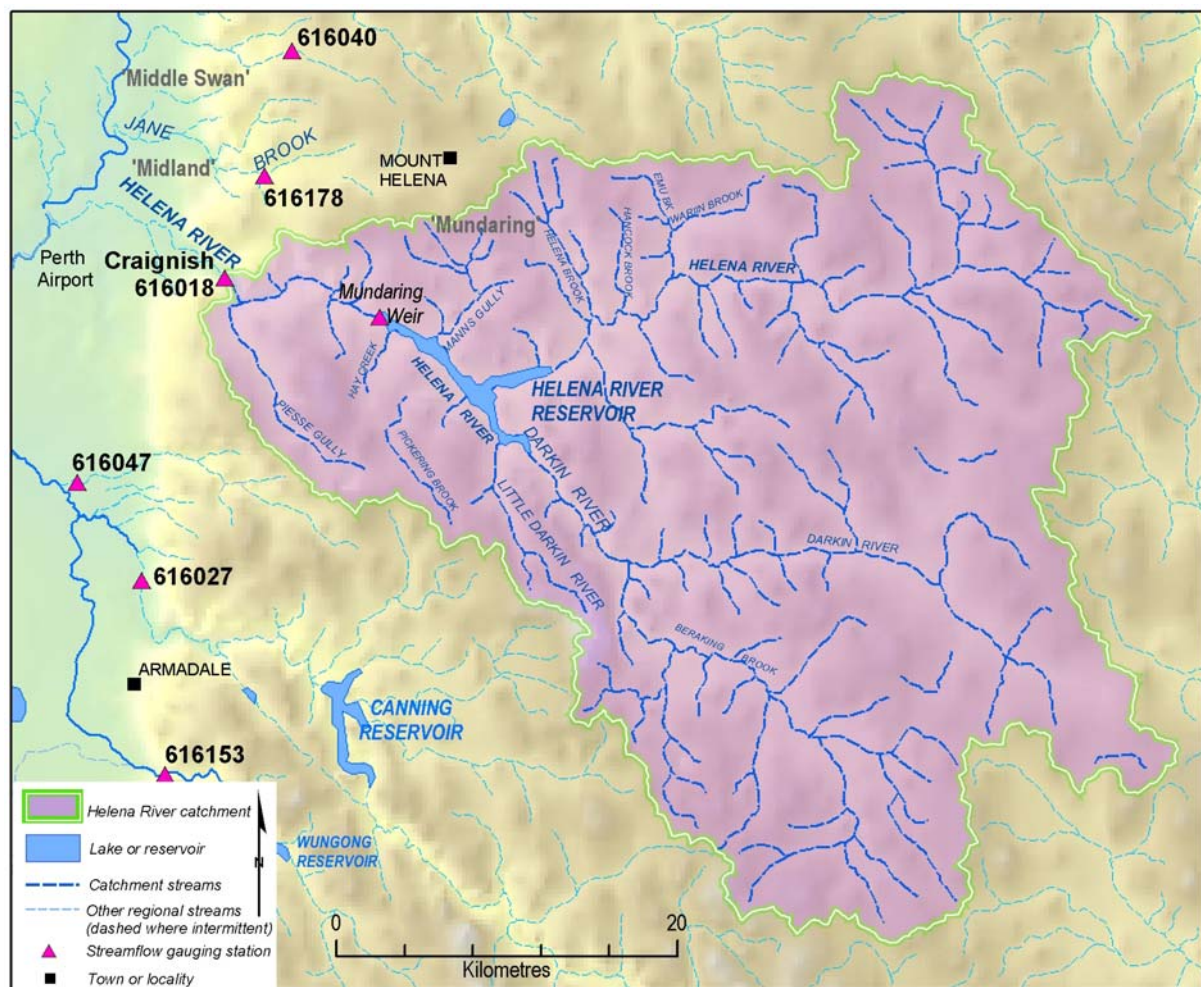 616040
'Middle Swan'
JANE
BROOK
'Midland'
MOUNT
HELENA
616178
HELENA RIVER
'Mundaring'
EMU BK
WARIIN BROOK
HANCOCK BROOK
HELENA BROOK
HELENA RIVER
Perth
Airport
Craignish
616018
Mundaring
Weir
MANNS GULLY
HAY CREEK
HELENA RIVER
HELENA RIVER
RESERVOIR
PIESSE GULLY
PICKERING BROOK
DARKIN RIVER
LITTLE DARKIN RIVER
DARKIN RIVER
616047
616027
BERAKING BROOK
ARMADALE
CANNING
RESERVOIR
616153
WUNGONG
RESERVOIR
Helena River catchment
Lake or reservoir
Catchment streams
Other regional streams
(dashed where intermittent)
Streamflow gauging station
Town or locality
N
0 20
Kilometres